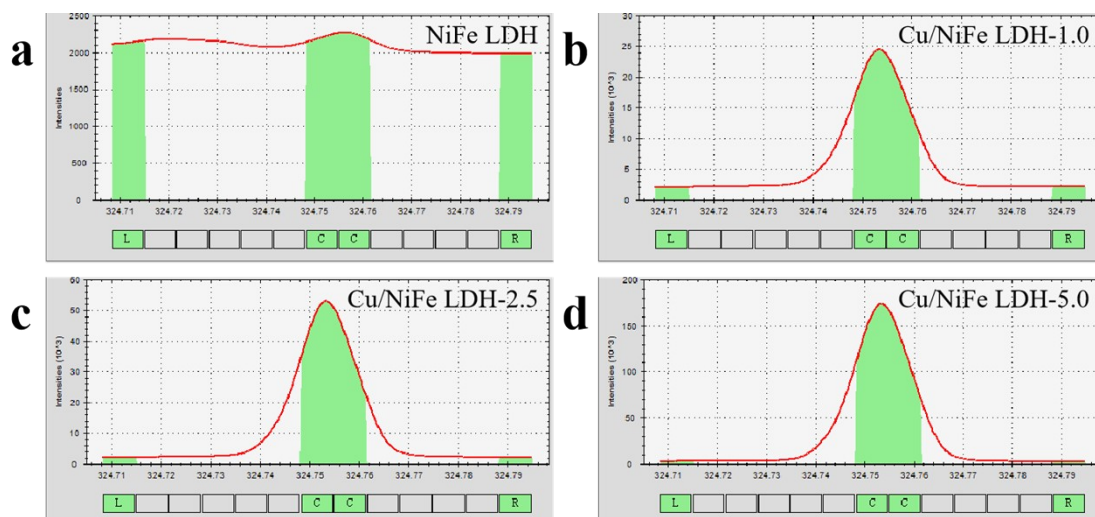 a
NiFe LDH
Intensities
2500
2000
1500
1000
500
0
324.71 324.72 324.73 324.74 324.75 324.76 324.77 324.78 324.79
L C C R
b
Cu/NiFe LDH-1.0
Intensities (10^3)
30
25
20
15
10
5
0
324.71 324.72 324.73 324.74 324.75 324.76 324.77 324.78 324.79
L C C R
c
Cu/NiFe LDH-2.5
Intensities (10^3)
60
50
40
30
20
10
0
324.71 324.72 324.73 324.74 324.75 324.76 324.77 324.78 324.79
L C C R
d
Cu/NiFe LDH-5.0
Intensities (10^3)
200
150
100
50
0
324.71 324.72 324.73 324.74 324.75 324.76 324.77 324.78 324.79
L C C R